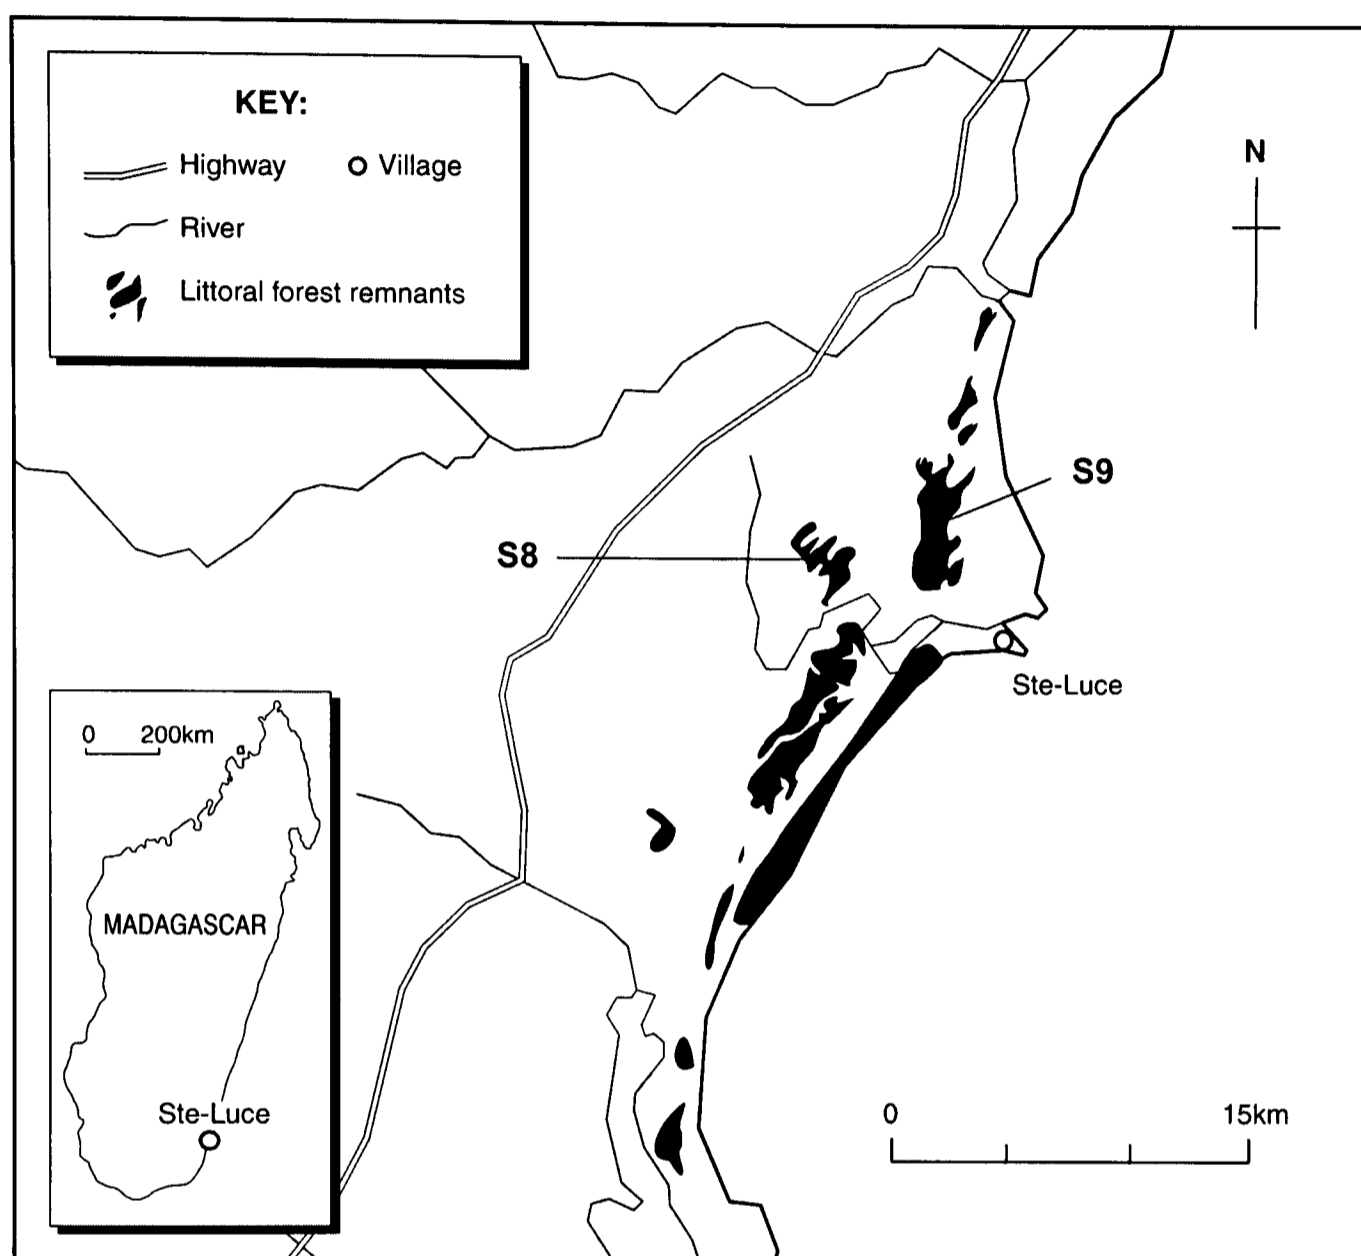 KEY:
Highway
Village
River
Littoral forest remnants
N
S9
S8
Ste-Luce
0 200km
MADAGASCAR
Ste-Luce
0 15km